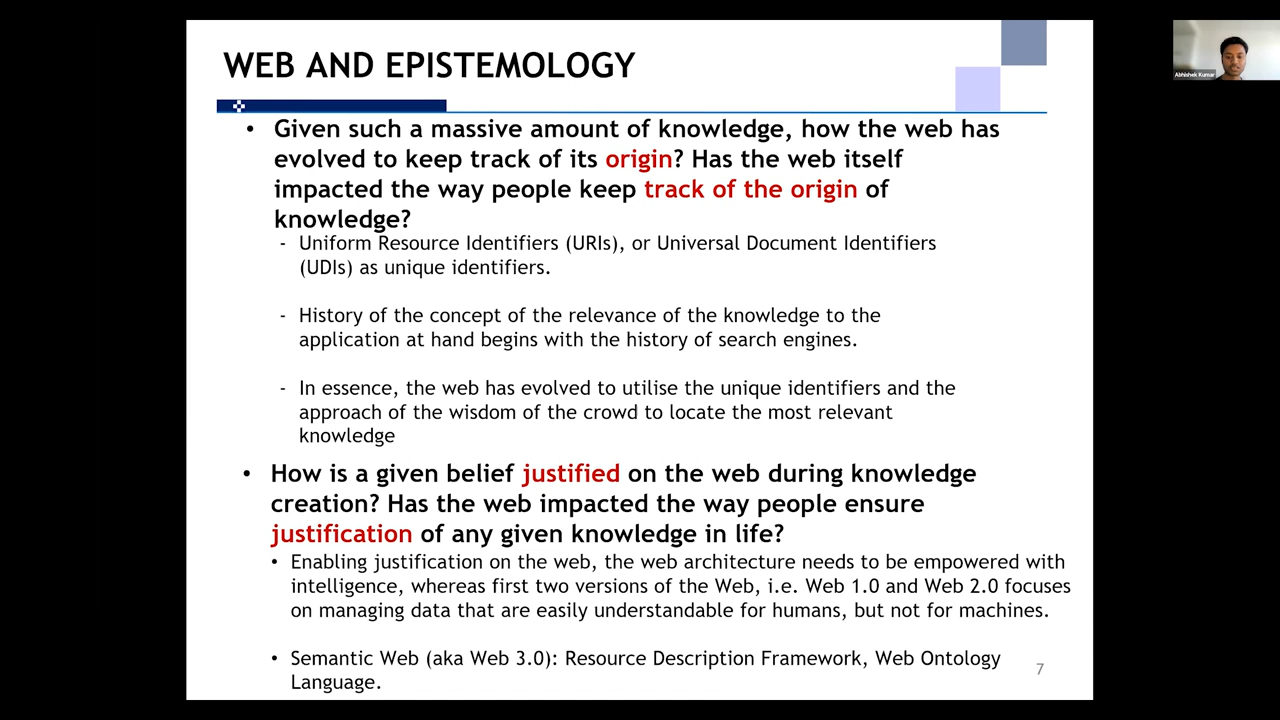 WEB AND EPISTEMOLOGY
• Given such a massive amount of knowledge, how the web has
evolved to keep track of its origin? Has the web itself
impacted the way people keep track of the origin of
knowledge?
- Uniform Resource Identifiers (URIs), or Universal Document Identifiers
(UDIs) as unique identifiers.
- History of the concept of the relevance of the knowledge to the
application at hand begins with the history of search engines.
- In essence, the web has evolved to utilise the unique identifiers and the
approach of the wisdom of the crowd to locate the most relevant
knowledge
• How is a given belief justified on the web during knowledge
creation? Has the web impacted the way people ensure
justification of any given knowledge in life?
• Enabling justification on the web, the web architecture needs to be empowered with
intelligence, whereas first two versions of the Web, i.e. Web 1.0 and Web 2.0 focuses
on managing data that are easily understandable for humans, but not for machines.
• Semantic Web (aka Web 3.0): Resource Description Framework, Web Ontology
Language.
7
Abhishek Kumar